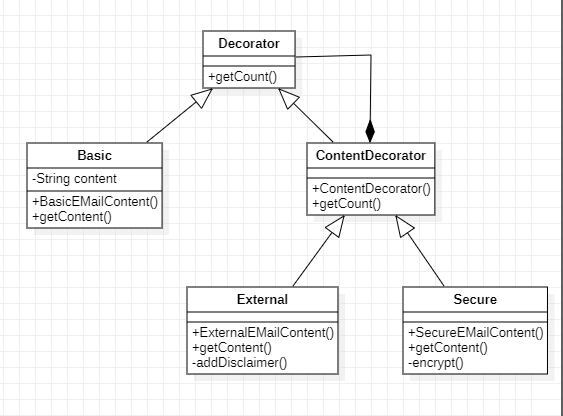 Decorator
+getCount()
Basic
-String content
+BasicEMailContent()
+getContent()
ContentDecorator
+ContentDecorator()
+getCount()
External
+ExternalEMailContent()
+getContent()
-addDisclaimer()
Secure
+SecureEMailContent()
+getContent()
-encrypt()